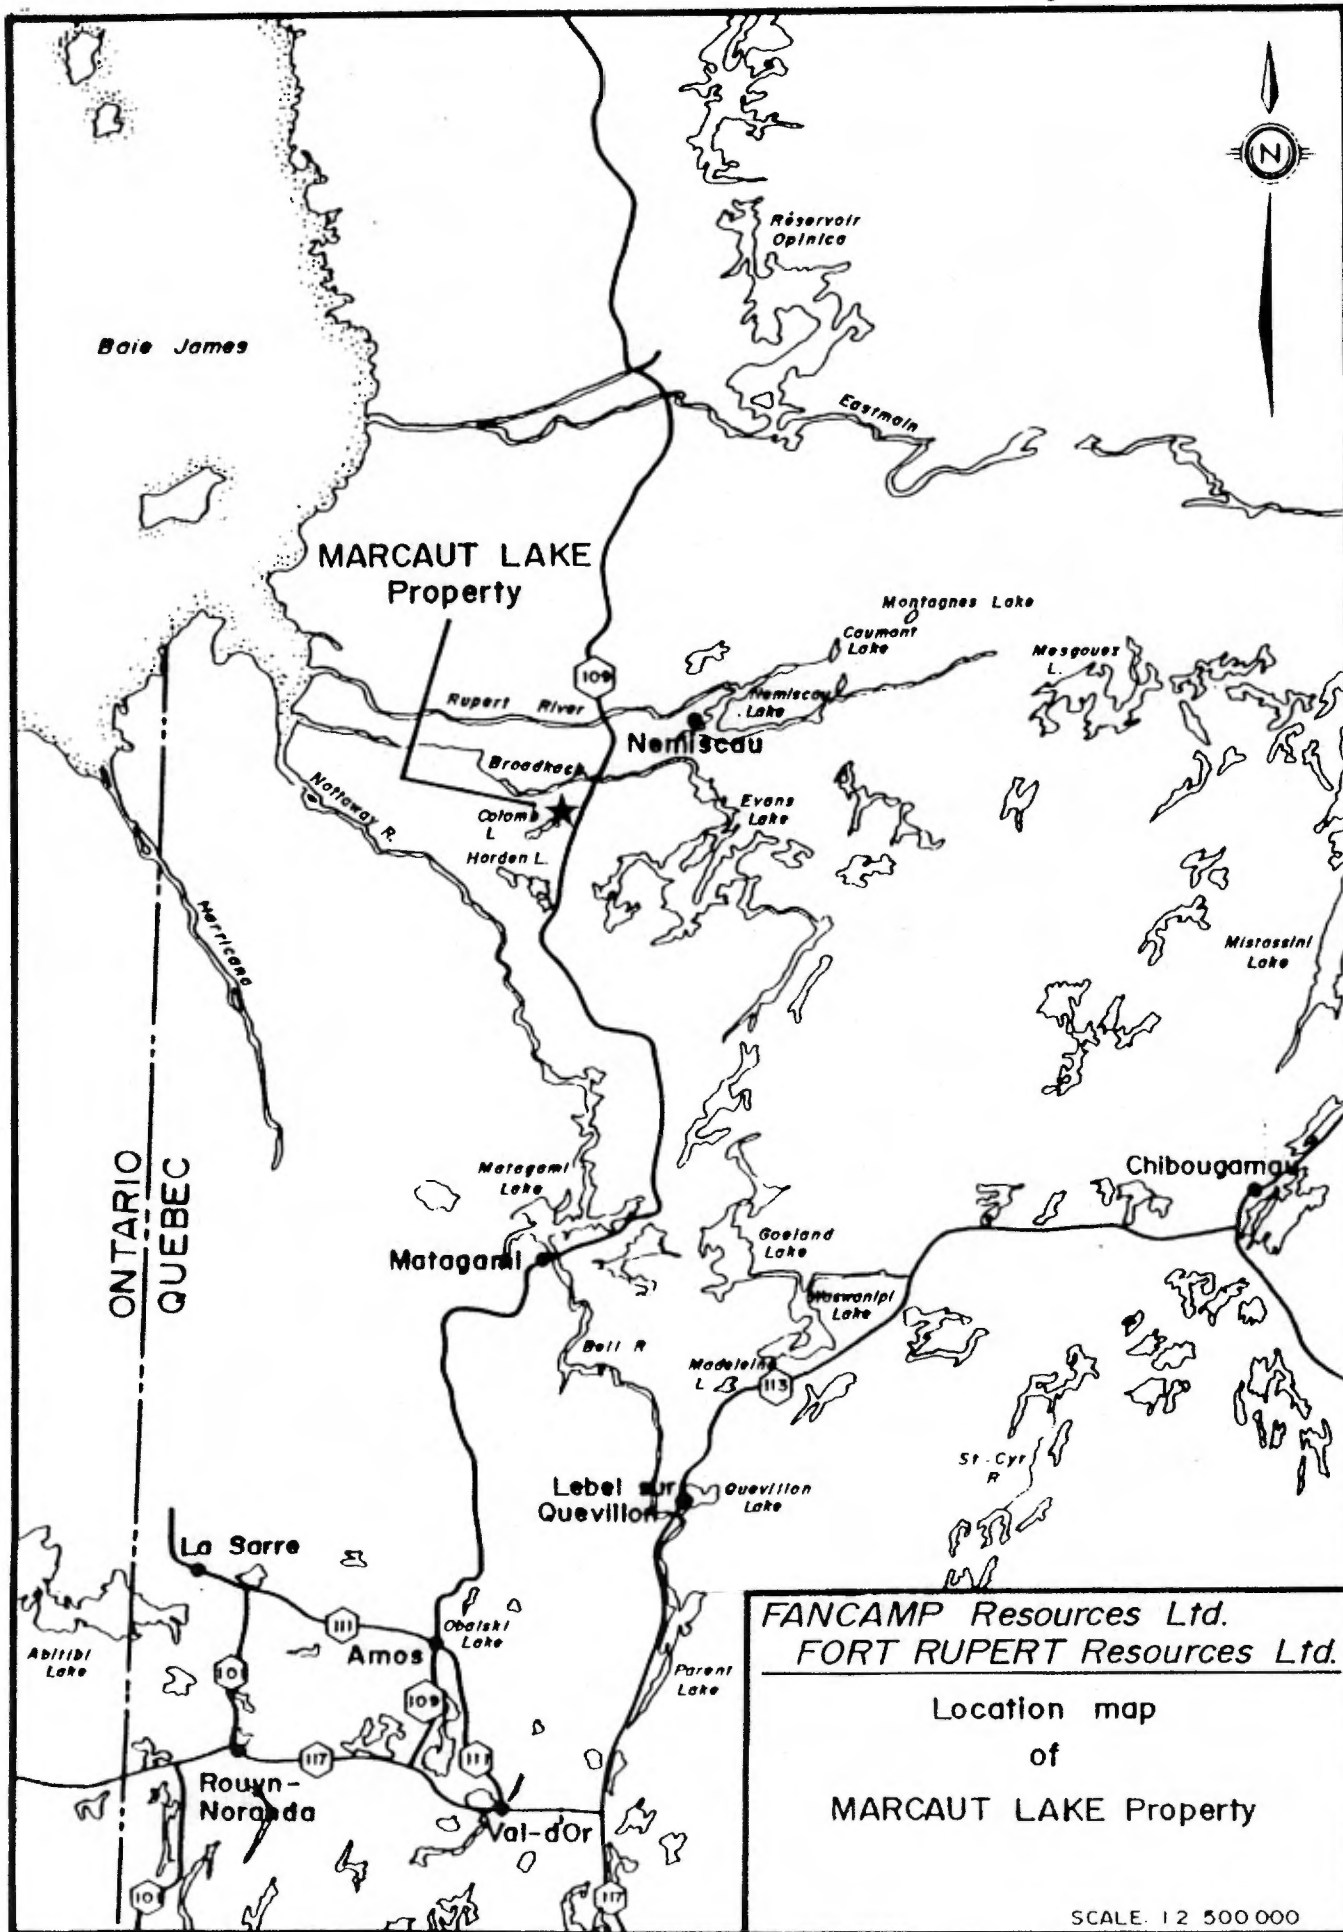 N
Réservoir
Opinica
Baie James
Eastmain
MARCAUT LAKE
Property
Montagnes Lake
Caumont
Lake
Mesgouez
L.
109
Rupert River
Nemiscau
Lake
Nemiscau
Broadkack
Nottaway R.
Colomb
L
Evans
Lake
Horden L.
Harricana
Mistassini
Lake
ONTARIO
QUEBEC
Matagami
Lake
Chibougamau
Goeland
Lake
Matagami
Waswanipi
Lake
Bell R
Madeleine
L
113
St-Cyr
R
Lebel sur
Quevillon
Quevillon
Lake
La Sarre
111
Obalski
Lake
Amos
Abitibi
Lake
101
109
Parent
Lake
117
111
Rouyn-
Noranda
Val-d'Or
101
117
FANCAMP Resources Ltd.
FORT RUPERT Resources Ltd.
Location map
of
MARCAUT LAKE Property
SCALE. 1 2 500 000